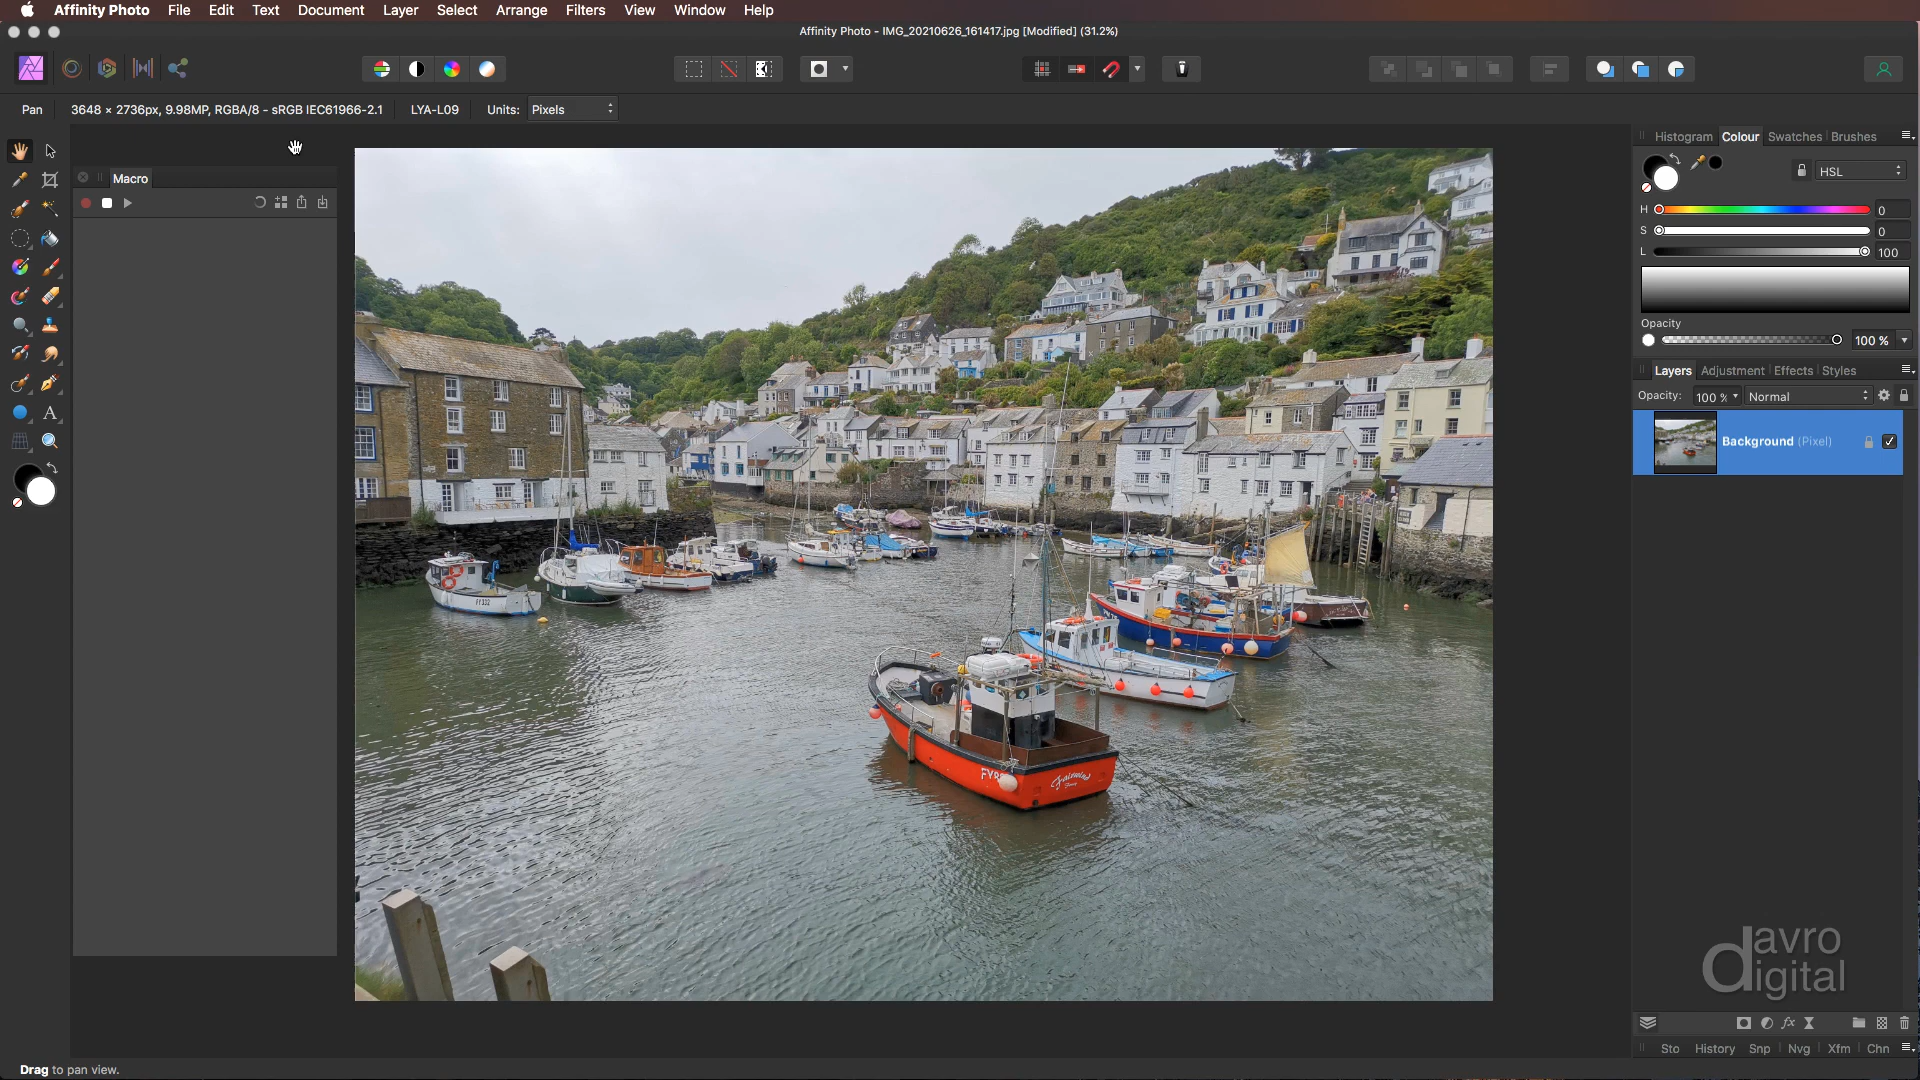 Affinity Photo File Edit Text Document Layer Select Arrange Filters View Window Help
Affinity Photo - IMG_20210626_161417.jpg [Modified] (31.2%)
Pan 3648 × 2736px, 9.98MP, RGBA/8 - sRGB IEC61966-2.1 LYA-L09 Units: Pixels
Histogram Colour Swatches Brushes
Macro
HSL
H 0
S 0
L 100
Opacity
100 %
Layers Adjustment Effects Styles
Opacity: 100 % Normal
Background (Pixel)
A
FY332
Fairwind
davro
digital
fx
Sto History Snp Nvg Xfm Chn
Drag to pan view.